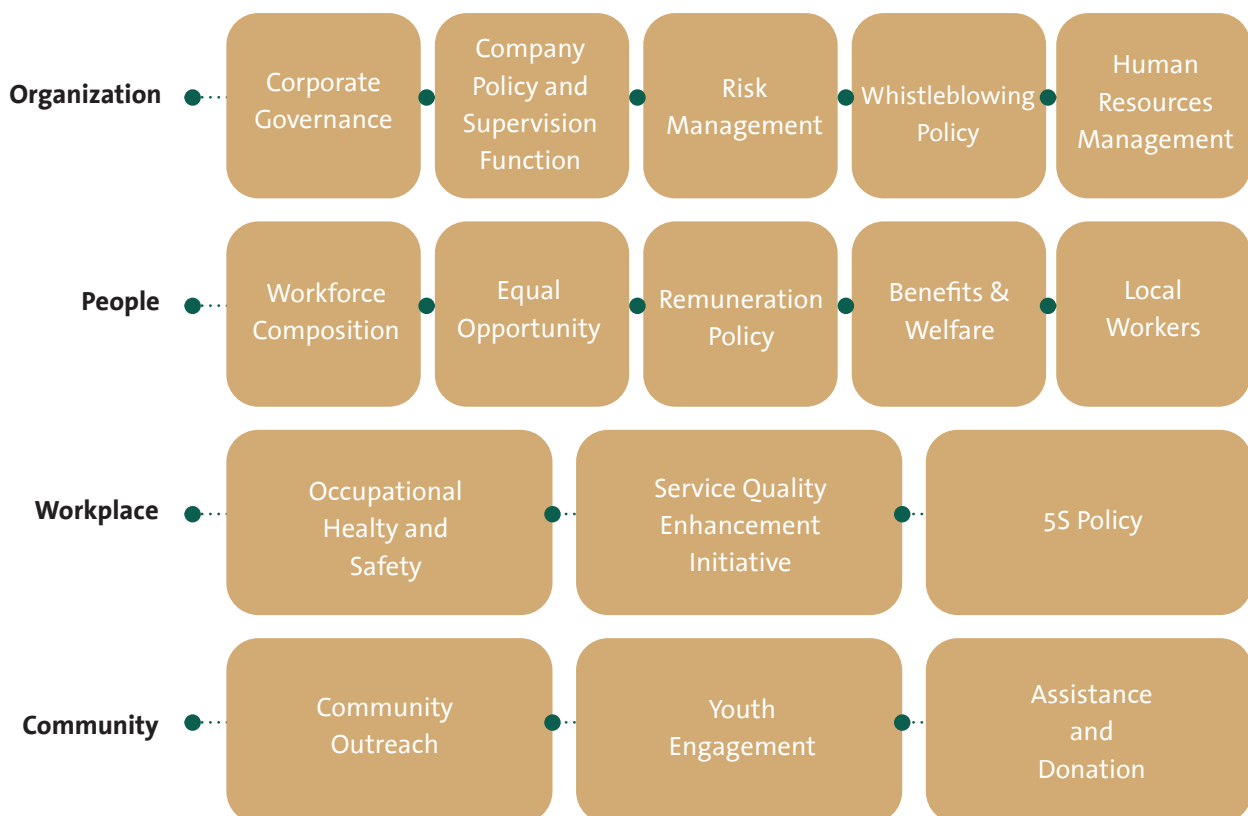 Organization
Corporate
Governance
Company
Policy and
Supervision
Function
Risk
Management
Whistleblowing
Policy
Human
Resources
Management
People
Workforce
Composition
Equal
Opportunity
Remuneration
Policy
Benefits &
Welfare
Local
Workers
Workplace
Occupational
Healty and
Safety
Service Quality
Enhancement
Initiative
5S Policy
Community
Community
Outreach
Youth
Engagement
Assistance
and
Donation